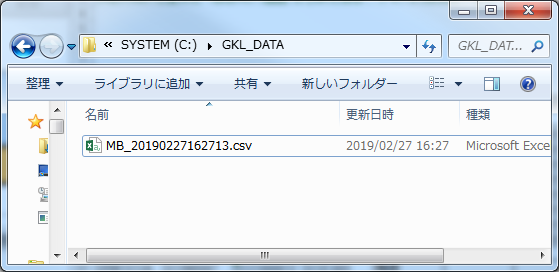 « SYSTEM (C:) ▸ GKL_DATA
GKL_DAT...
整理 ライブラリに追加 共有 新しいフォルダー
名前 更新日時 種類
MB_20190227162713.csv 2019/02/27 16:27 Microsoft Exce